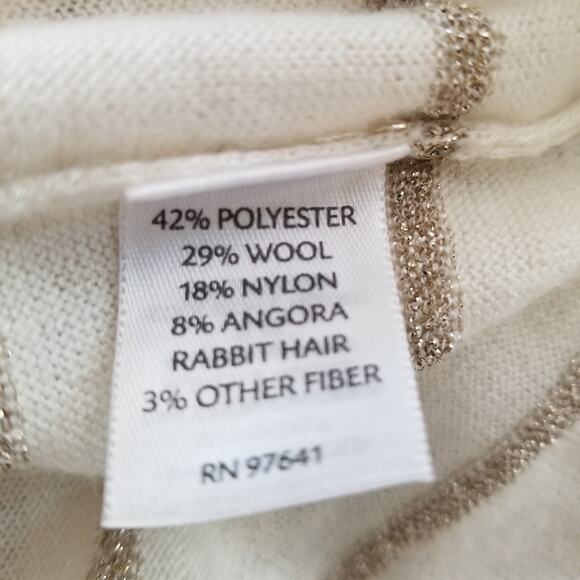 42% POLYESTER
29% WOOL
18% NYLON
8% ANGORA
RABBIT HAIR
3% OTHER FIBER
RN 97641